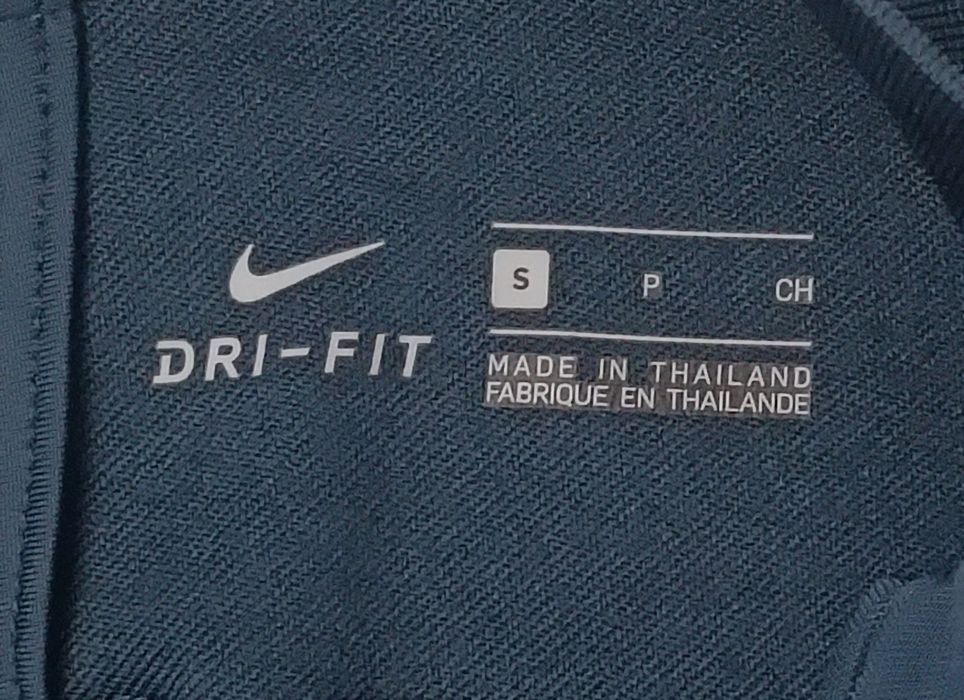 DRI-FIT
S P CH
MADE IN THAILAND
FABRIQUE EN THAILANDE